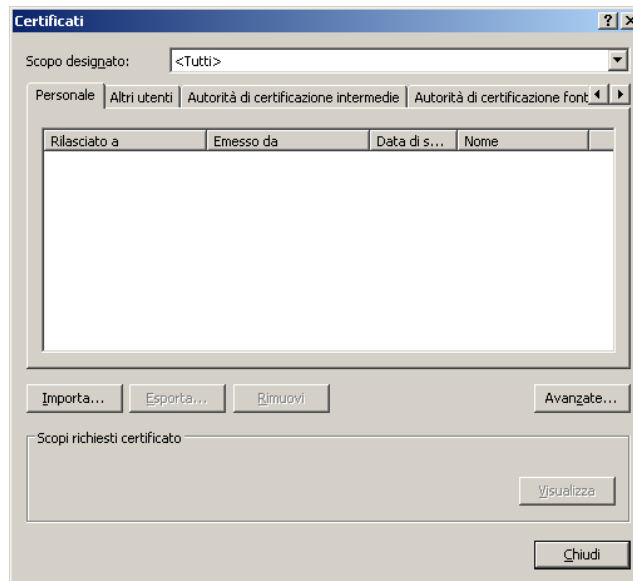 Certificati
Scopo designato: <Tutti>
Personale Altri utenti Autorità di certificazione intermedie Autorità di certificazione font
Rilasciato a Emesso da Data di s... Nome
Importa... Esporta... Rimuovi Avanzate...
Scopi richiesti certificato
Visualizza
Chiudi